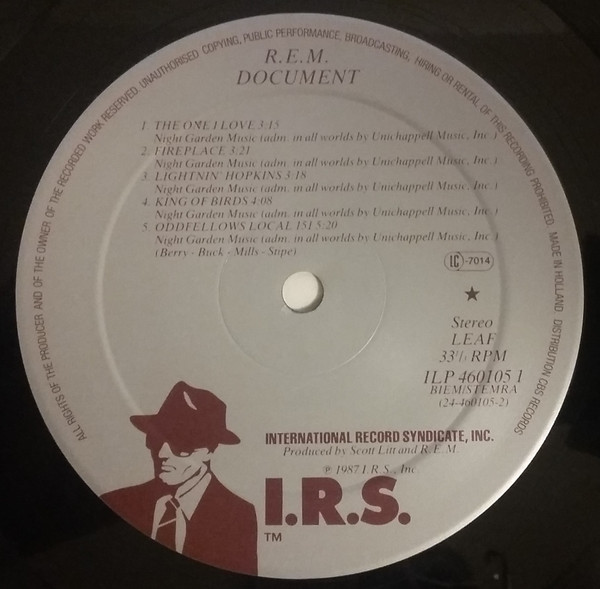 ALL RIGHTS OF THE PRODUCER AND OF THE OWNER OF THE RECORDED WORK RESERVED. UNAUTHORISED COPYING, PUBLIC PERFORMANCE, BROADCASTING, HIRING OR RENTAL OF THIS RECORDING PROHIBITED. MADE IN HOLLAND. DISTRIBUTION CBS RECORDS
R.E.M.
DOCUMENT
1. THE ONE I LOVE 3:15
Night Garden Music (adm. in all worlds by Unichappell Music, Inc.)
2. FIREPLACE 3:21
Night Garden Music (adm. in all worlds by Unichappell Music, Inc.)
3. LIGHTNIN' HOPKINS 3:18
Night Garden Music (adm. in all worlds by Unichappell Music, Inc.)
4. KING OF BIRDS 4:08
Night Garden Music (adm. in all worlds by Unichappell Music, Inc.)
5. ODDFELLOWS LOCAL 151 5:20
Night Garden Music (adm. in all worlds by Unichappell Music, Inc.)
(Berry - Buck - Mills - Stipe)
LC-7014
★
Stereo
LEAF
33⅓ RPM
ILP 460105 1
BIEM/STEMRA
(24-460105-2)
INTERNATIONAL RECORD SYNDICATE, INC.
Produced by Scott Litt and R.E.M.
℗ 1987 I.R.S., Inc
I.R.S.
TM